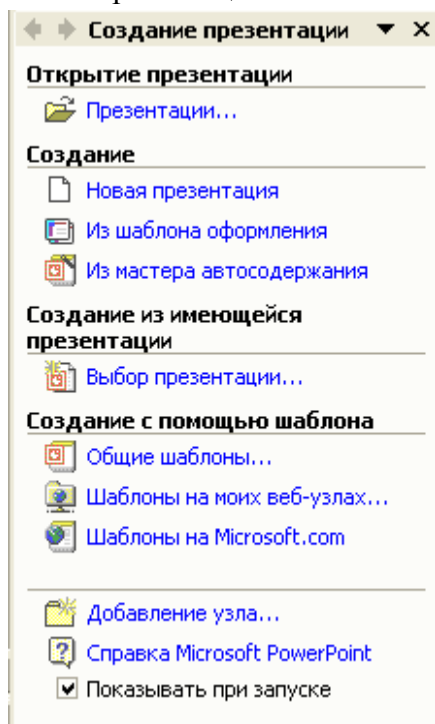 Создание презентации
Открытие презентации
Презентации...
Создание
Новая презентация
Из шаблона оформления
Из мастера автосодержания
Создание из имеющейся
презентации
Выбор презентации...
Создание с помощью шаблона
Общие шаблоны...
Шаблоны на моих веб-узлах...
Шаблоны на Microsoft.com
Добавление узла...
Справка Microsoft PowerPoint
Показывать при запуске